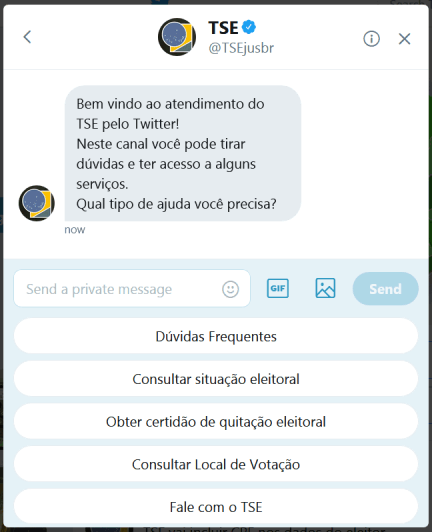 TSE
@TSEjusbr
Bem vindo ao atendimento do
TSE pelo Twitter!
Neste canal você pode tirar
dúvidas e ter acesso a alguns
serviços.
Qual tipo de ajuda você precisa?
now
Send a private message
GIF
Send
Dúvidas Frequentes
Consultar situação eleitoral
Obter certidão de quitação eleitoral
Consultar Local de Votação
Fale com o TSE